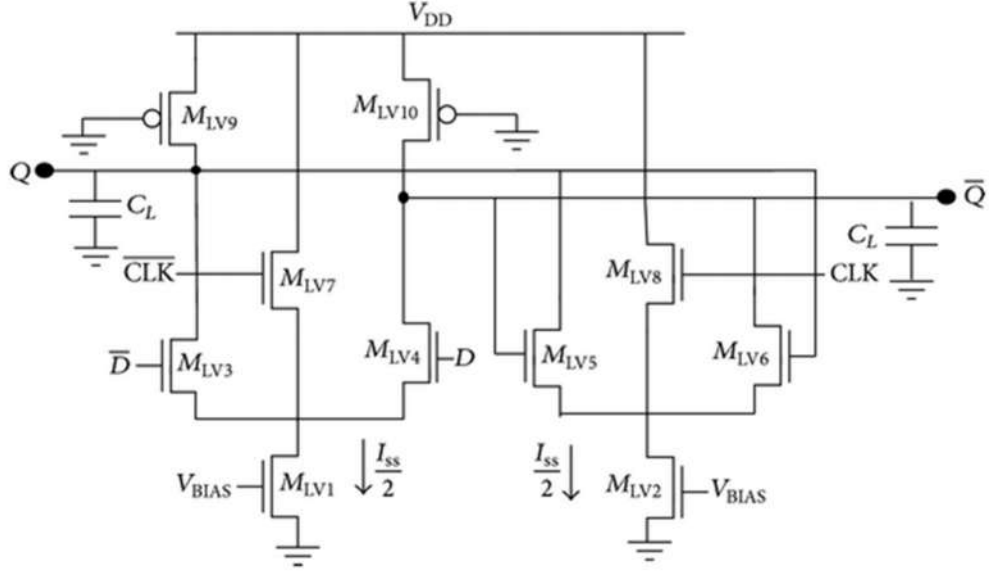 V_DD
M_LV9
M_LV10
Q
Q̅
C_L
C_L
C̅L̅K̅
M_LV7
M_LV8
CLK
D̅
M_LV3
M_LV4
D
M_LV5
M_LV6
V_BIAS
M_LV1
I_ss/2
I_ss/2
M_LV2
V_BIAS